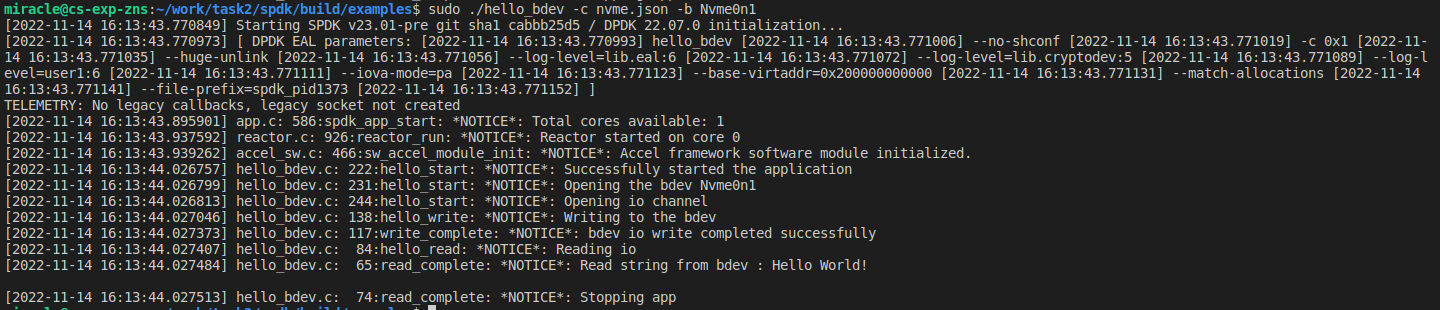 miracle@cs-exp-zns:~/work/task2/spdk/build/examples$ sudo ./hello_bdev -c nvme.json -b Nvme0n1
[2022-11-14 16:13:43.770849] Starting SPDK v23.01-pre git sha1 cabbb25d5 / DPDK 22.07.0 initialization...
[2022-11-14 16:13:43.770973] [ DPDK EAL parameters: [2022-11-14 16:13:43.770993] hello_bdev [2022-11-14 16:13:43.771006] --no-shconf [2022-11-14 16:13:43.771019] -c 0x1 [2022-11-
14 16:13:43.771035] --huge-unlink [2022-11-14 16:13:43.771056] --log-level=lib.eal:6 [2022-11-14 16:13:43.771072] --log-level=lib.cryptodev:5 [2022-11-14 16:13:43.771089] --log-l
evel=user1:6 [2022-11-14 16:13:43.771111] --iova-mode=pa [2022-11-14 16:13:43.771123] --base-virtaddr=0x200000000000 [2022-11-14 16:13:43.771131] --match-allocations [2022-11-14 
16:13:43.771141] --file-prefix=spdk_pid1373 [2022-11-14 16:13:43.771152] ]
TELEMETRY: No legacy callbacks, legacy socket not created
[2022-11-14 16:13:43.895901] app.c: 586:spdk_app_start: *NOTICE*: Total cores available: 1
[2022-11-14 16:13:43.937592] reactor.c: 926:reactor_run: *NOTICE*: Reactor started on core 0
[2022-11-14 16:13:43.939262] accel_sw.c: 466:sw_accel_module_init: *NOTICE*: Accel framework software module initialized.
[2022-11-14 16:13:44.026757] hello_bdev.c: 222:hello_start: *NOTICE*: Successfully started the application
[2022-11-14 16:13:44.026799] hello_bdev.c: 231:hello_start: *NOTICE*: Opening the bdev Nvme0n1
[2022-11-14 16:13:44.026813] hello_bdev.c: 244:hello_start: *NOTICE*: Opening io channel
[2022-11-14 16:13:44.027046] hello_bdev.c: 138:hello_write: *NOTICE*: Writing to the bdev
[2022-11-14 16:13:44.027373] hello_bdev.c: 117:write_complete: *NOTICE*: bdev io write completed successfully
[2022-11-14 16:13:44.027407] hello_bdev.c:  84:hello_read: *NOTICE*: Reading io
[2022-11-14 16:13:44.027484] hello_bdev.c:  65:read_complete: *NOTICE*: Read string from bdev : Hello World!
[2022-11-14 16:13:44.027513] hello_bdev.c:  74:read_complete: *NOTICE*: Stopping app